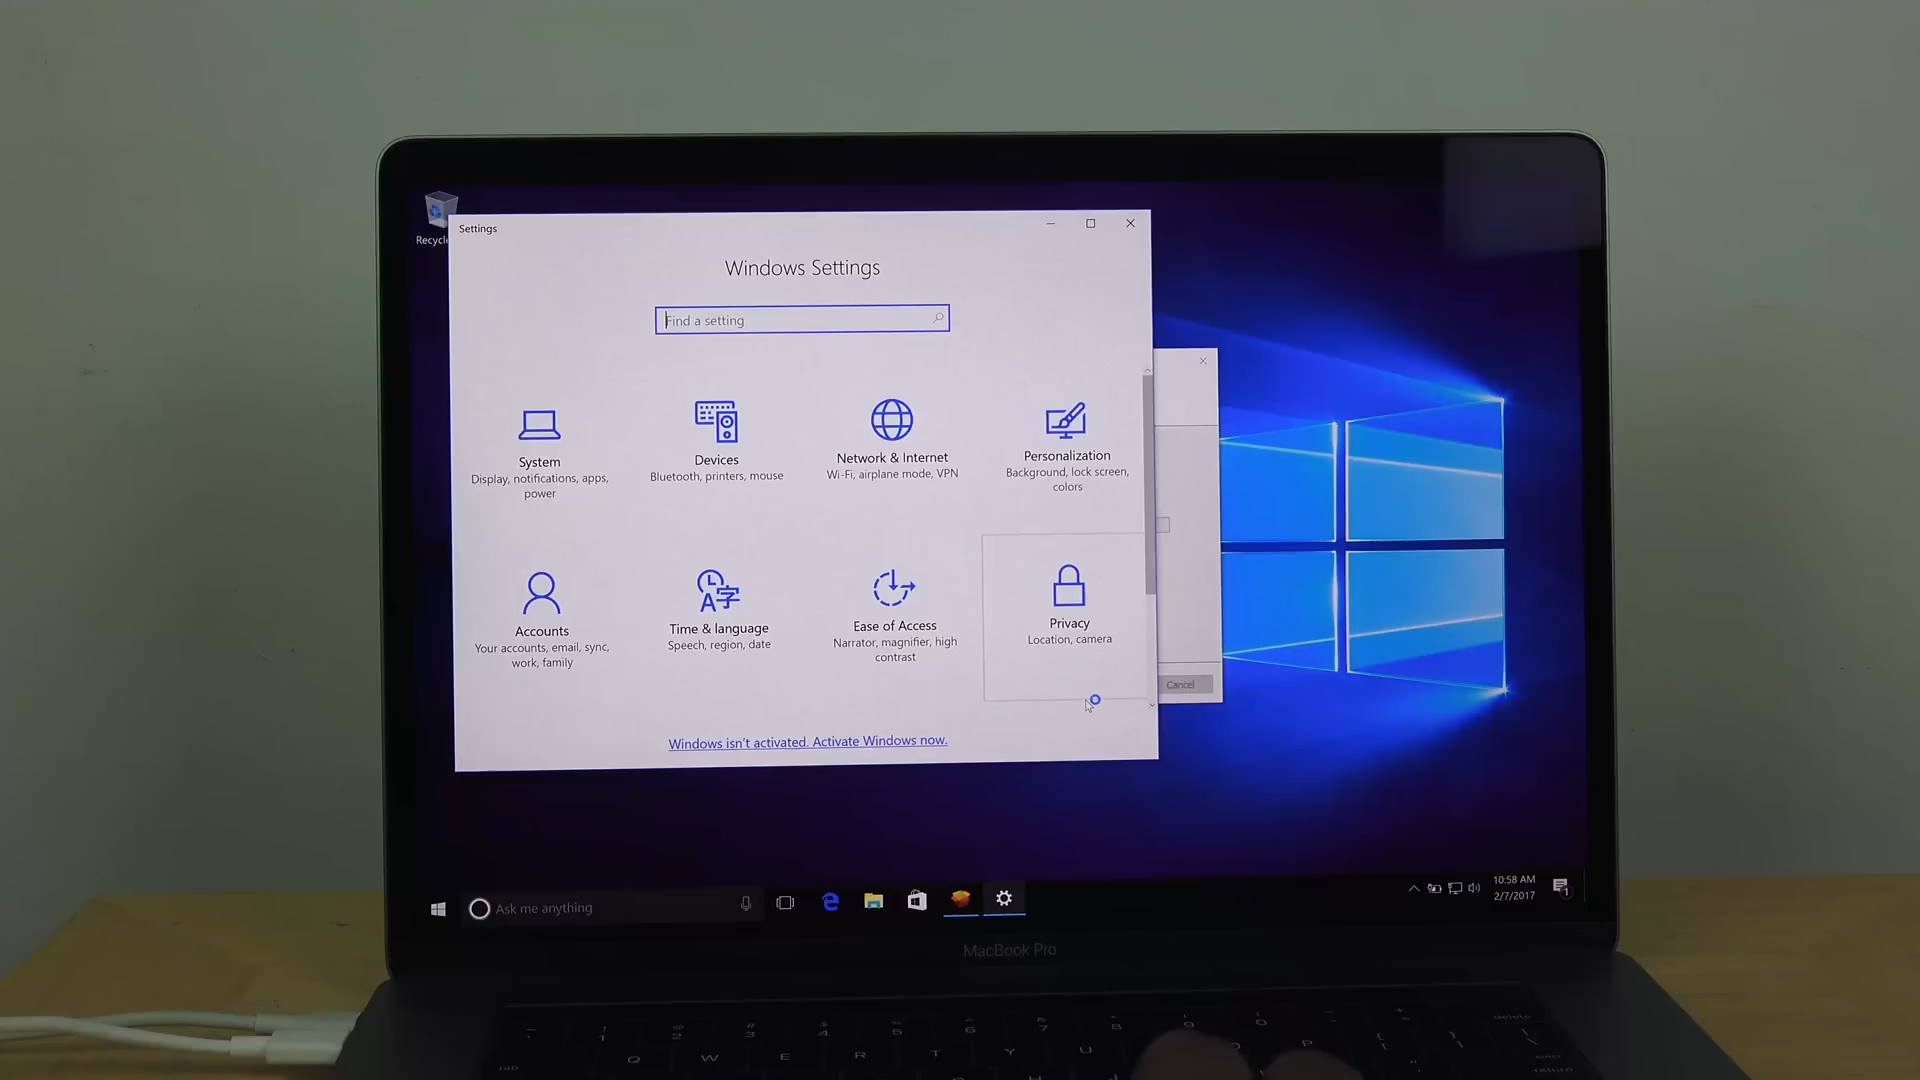 Recycle
Settings
Windows Settings
Find a setting
System
Display, notifications, apps,
power
Devices
Bluetooth, printers, mouse
Network & Internet
Wi-Fi, airplane mode, VPN
Personalization
Background, lock screen,
colors
Accounts
Your accounts, email, sync,
work, family
Time & language
Speech, region, date
Ease of Access
Narrator, magnifier, high
contrast
Privacy
Location, camera
Cancel
Windows isn't activated. Activate Windows now.
Ask me anything
10:58 AM
2/7/2017
1
MacBook Pro
delete
tab Q W E R T Y U P